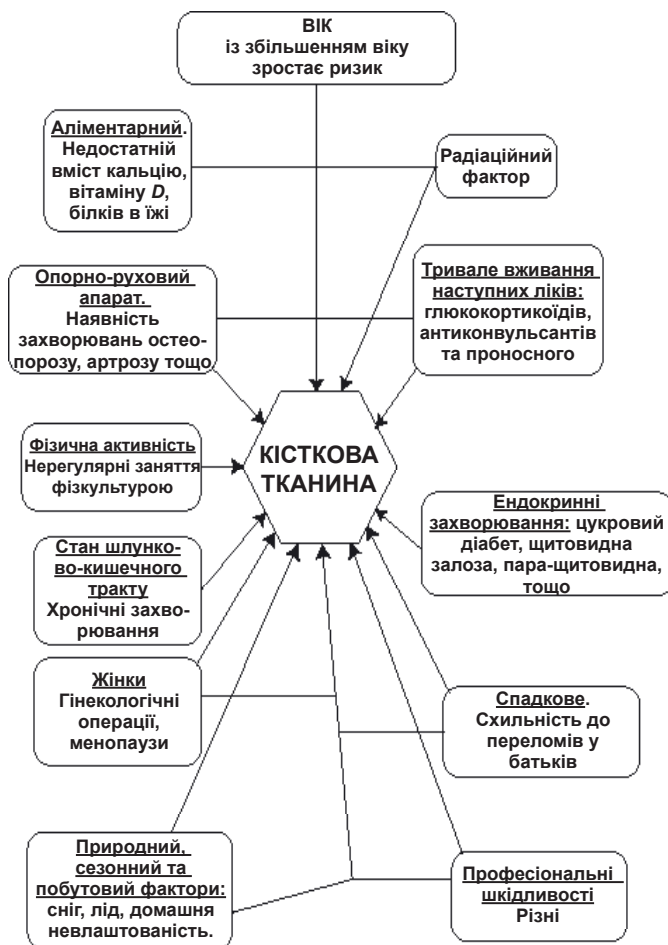 ВІК
із збільшенням віку
зростає ризик
Аліментарний.
Недостатній
вміст кальцію,
вітаміну D,
білків в їжі
Радіаційний
фактор
Опорно-руховий
апарат.
Наявність
захворювань остео-
порозу, артрозу тощо
Тривале вживання
наступних ліків:
глюкокортикоїдів,
антиконвульсантів
та проносного
КІСТКОВА
ТКАНИНА
Фізична активність
Нерегулярні заняття
фізкультурою
Ендокринні
захворювання: цукровий
діабет, щитовидна
залоза, пара-щитовидна,
тощо
Стан шлунко-
во-кишечного
тракту
Хронічні захво-
рювання
Жінки
Гінекологічні
операції,
менопаузи
Спадкове.
Схильність до
переломів у
батьків
Природний,
сезонний та
побутовий фактори:
сніг, лід, домашня
невлаштованість.
Професіональні
шкідливості
Різні